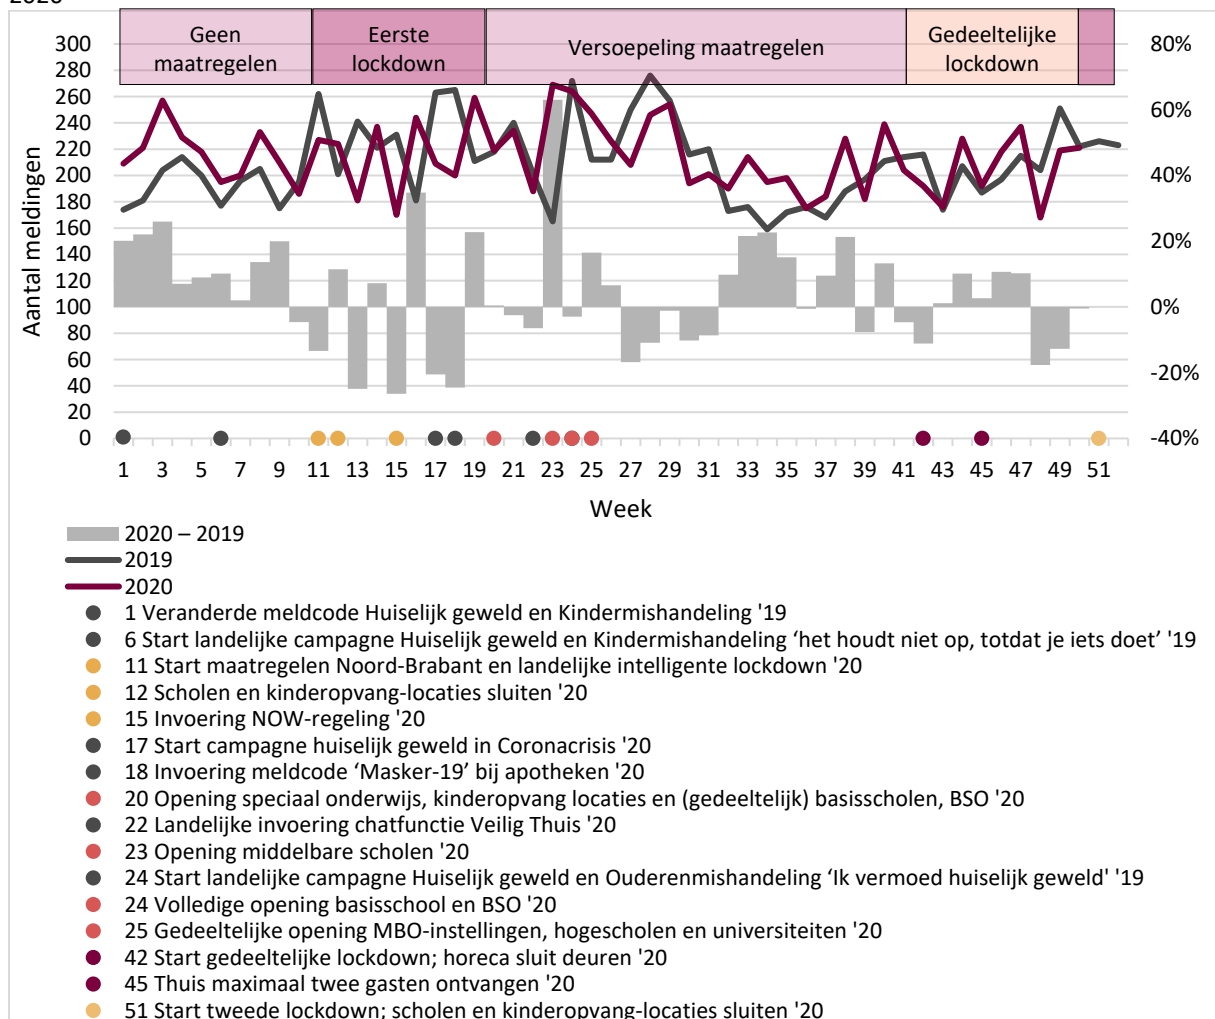 2020
Geen
maatregelen
Eerste
lockdown
Versoepeling maatregelen
Gedeeltelijke
lockdown
Aantal meldingen
300
280
260
240
220
200
180
160
140
120
100
80
60
40
20
0
80%
60%
40%
20%
0%
-20%
-40%
1 3 5 7 9 11 13 15 17 19 21 23 25 27 29 31 33 35 37 39 41 43 45 47 49 51
Week
2020 – 2019
2019
2020
1 Veranderde meldcode Huiselijk geweld en Kindermishandeling '19
6 Start landelijke campagne Huiselijk geweld en Kindermishandeling ‘het houdt niet op, totdat je iets doet’ '19
11 Start maatregelen Noord-Brabant en landelijke intelligente lockdown '20
12 Scholen en kinderopvang-locaties sluiten '20
15 Invoering NOW-regeling '20
17 Start campagne huiselijk geweld in Coronacrisis '20
18 Invoering meldcode ‘Masker-19’ bij apotheken '20
20 Opening speciaal onderwijs, kinderopvang locaties en (gedeeltelijk) basisscholen, BSO '20
22 Landelijke invoering chatfunctie Veilig Thuis '20
23 Opening middelbare scholen '20
24 Start landelijke campagne Huiselijk geweld en Ouderenmishandeling ‘Ik vermoed huiselijk geweld' '19
24 Volledige opening basisschool en BSO '20
25 Gedeeltelijke opening MBO-instellingen, hogescholen en universiteiten '20
42 Start gedeeltelijke lockdown; horeca sluit deuren '20
45 Thuis maximaal twee gasten ontvangen '20
51 Start tweede lockdown; scholen en kinderopvang-locaties sluiten '20